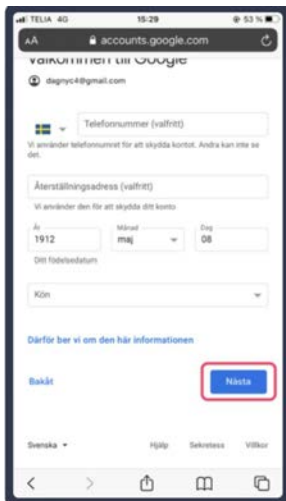 TELIA 4G 15:29 53 %
AA accounts.google.com
Välkommen till Google
dagnyc4@gmail.com
Telefonnummer (valfritt)
Vi använder telefonnumret för att skydda kontot. Andra kan inte se
det.
Återställningsadress (valfritt)
Vi använder den för att skydda ditt konto
År Månad Dag
1912 maj 08
Ditt födelsedatum
Kön
Därför ber vi om den här informationen
Bakåt Nästa
Svenska Hjälp Sekretess Villkor